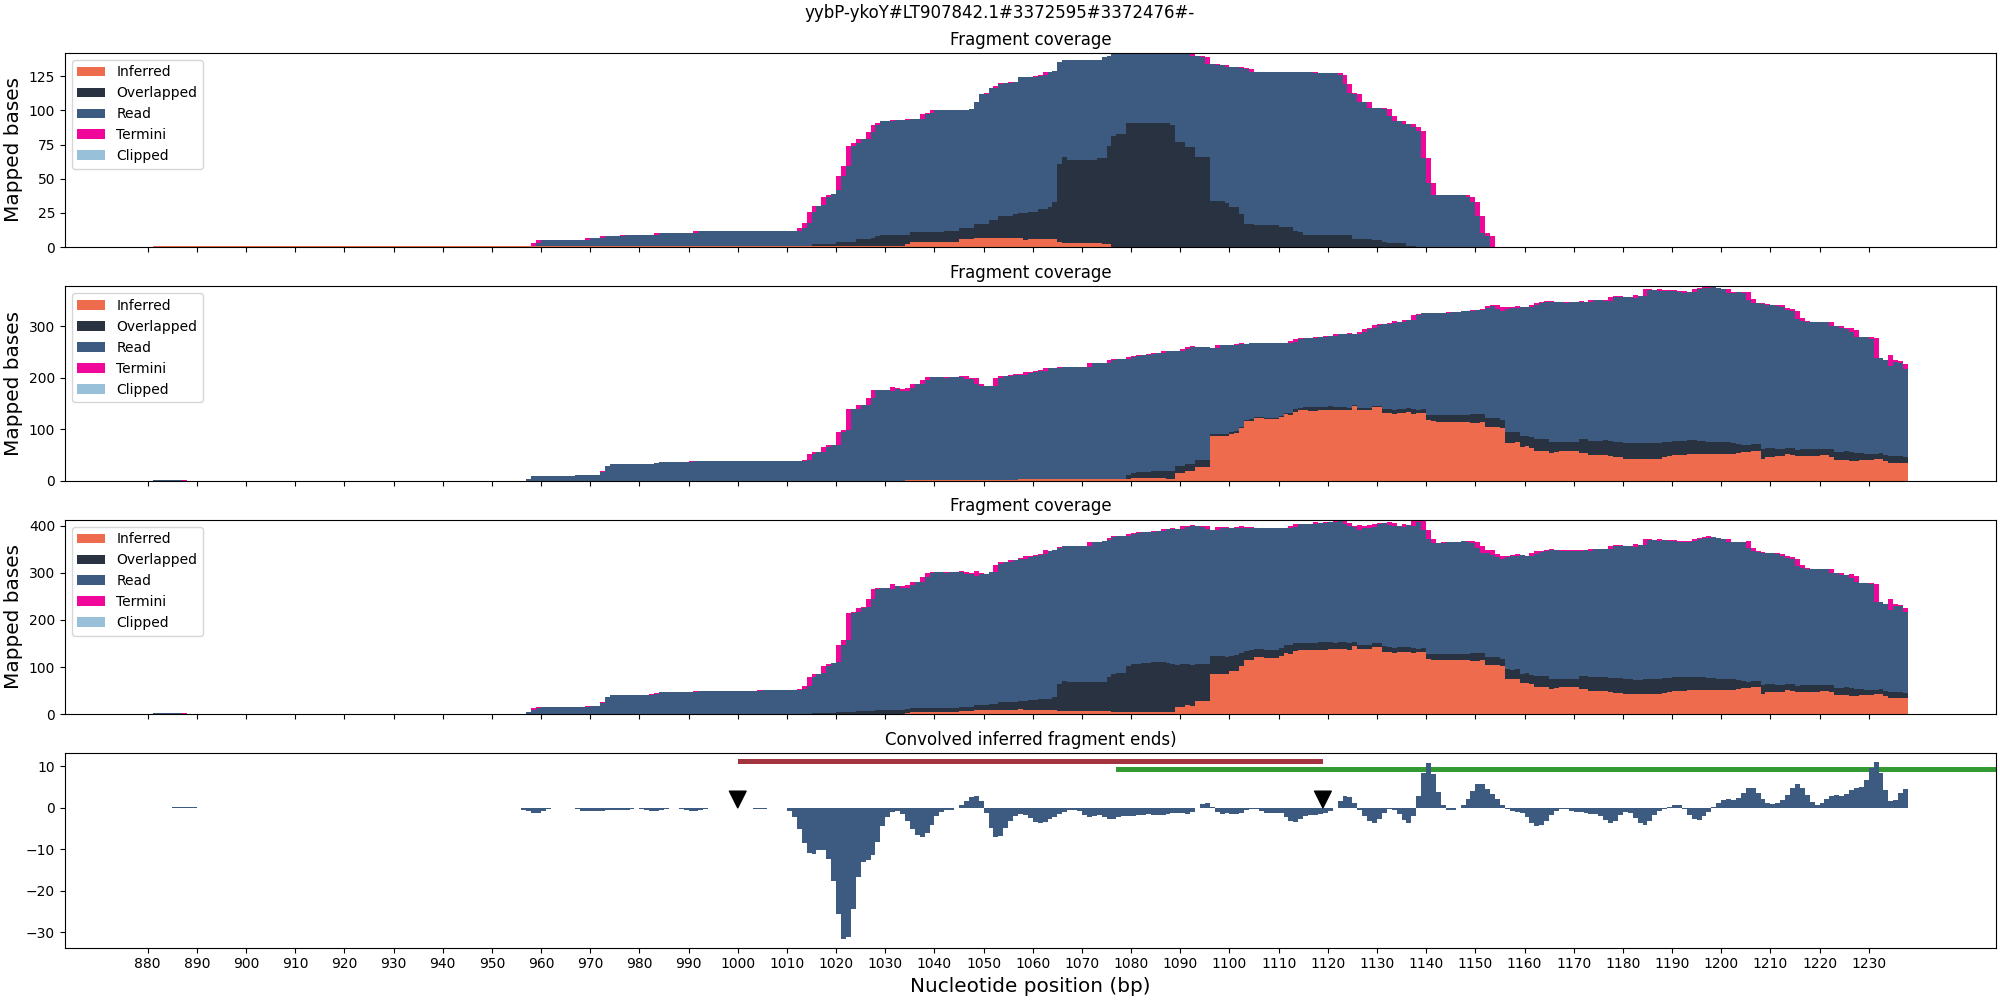 yybP-ykoY#LT907842.1#3372595#3372476#-
Fragment coverage
Mapped bases
125
100
75
50
25
0
Inferred
Overlapped
Read
Termini
Clipped
Fragment coverage
Mapped bases
300
200
100
0
Inferred
Overlapped
Read
Termini
Clipped
Fragment coverage
Mapped bases
400
300
200
100
0
Inferred
Overlapped
Read
Termini
Clipped
Convolved inferred fragment ends)
10
0
−10
−20
−30
880 890 900 910 920 930 940 950 960 970 980 990 1000 1010 1020 1030 1040 1050 1060 1070 1080 1090 1100 1110 1120 1130 1140 1150 1160 1170 1180 1190 1200 1210 1220 1230
Nucleotide position (bp)